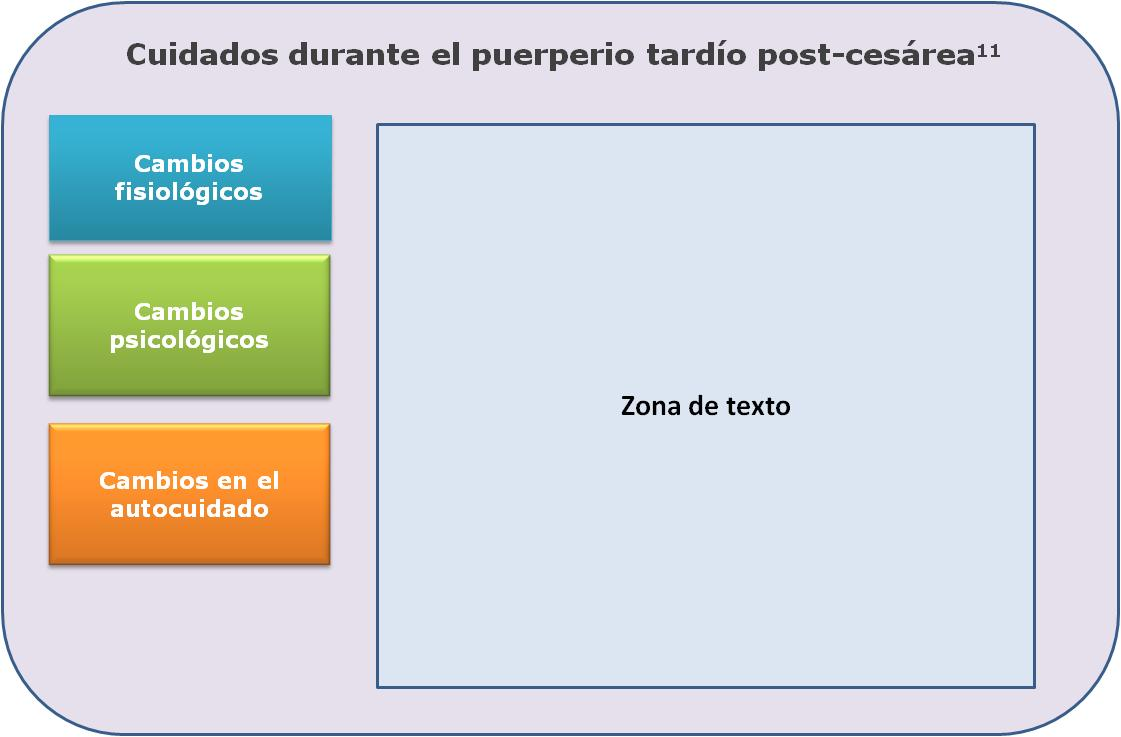 Cuidados durante el puerperio tardío post-cesárea¹¹
Cambios
fisiológicos
Cambios
psicológicos
Cambios en el
autocuidado
Zona de texto